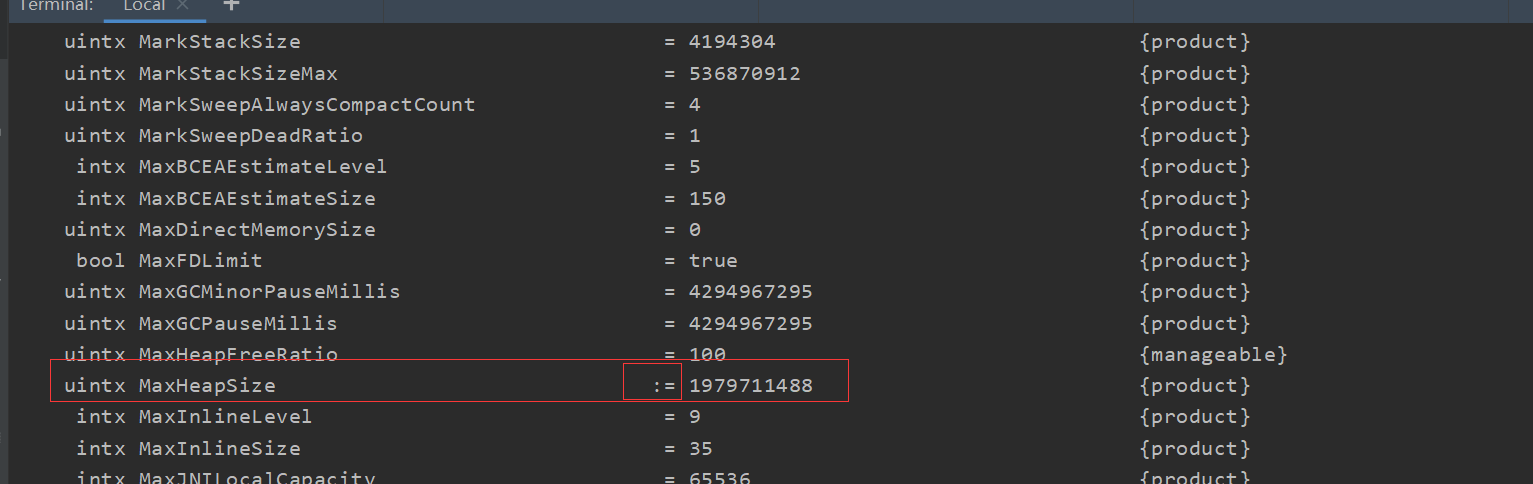 Terminal: Local × +
uintx MarkStackSize = 4194304 {product}
uintx MarkStackSizeMax = 536870912 {product}
uintx MarkSweepAlwaysCompactCount = 4 {product}
uintx MarkSweepDeadRatio = 1 {product}
intx MaxBCEAEstimateLevel = 5 {product}
intx MaxBCEAEstimateSize = 150 {product}
uintx MaxDirectMemorySize = 0 {product}
bool MaxFDLimit = true {product}
uintx MaxGCMinorPauseMillis = 4294967295 {product}
uintx MaxGCPauseMillis = 4294967295 {product}
uintx MaxHeapFreeRatio = 100 {manageable}
uintx MaxHeapSize := 1979711488 {product}
intx MaxInlineLevel = 9 {product}
intx MaxInlineSize = 35 {product}
intx MaxJNILocalCapacity = 65536 {product}